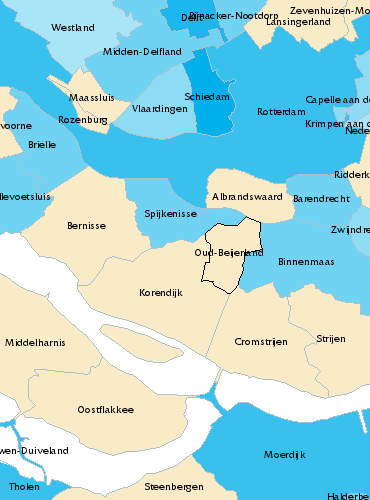 Zevenhuizen-Mo
Delft
Pijnacker-Nootdorp
Lansingerland
Westland
Midden-Delfland
Maassluis
Schiedam
Capelle aan de
Vlaardingen
Rotterdam
Rozenburg
voorne
Krimpen aan d
Nede
Brielle
Ridderk
llevoetsluis
Albrandswaard
Barendrecht
Spijkenisse
Bernisse
Zwijndre
Oud-Beijerland
Binnenmaas
Korendijk
Middelharnis
Cromstrijen
Strijen
Oostflakkee
wen-Duiveland
Moerdijk
Tholen
Steenbergen
Halderbe